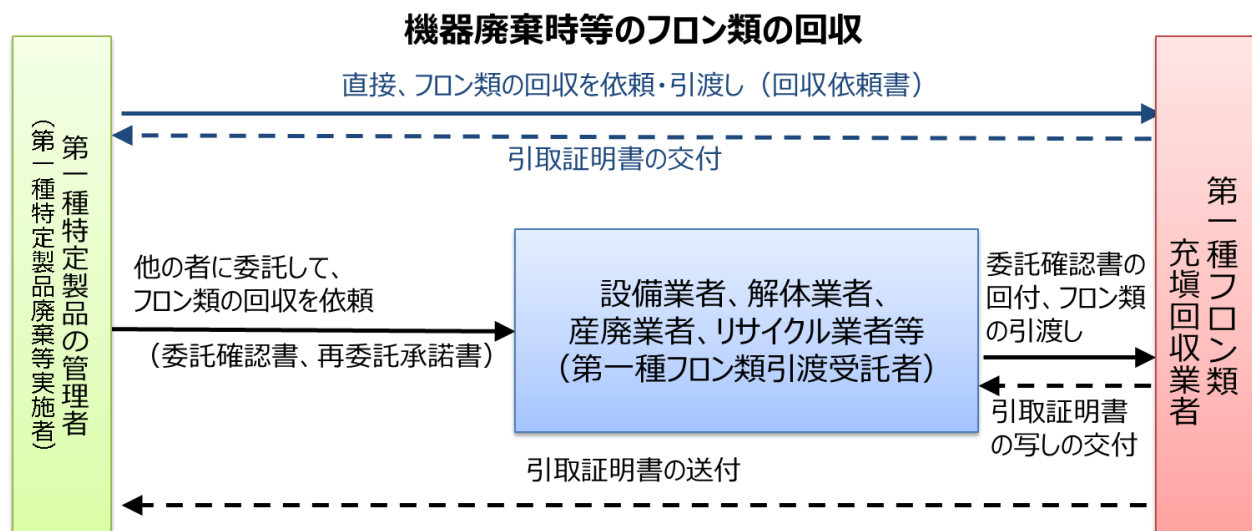 機器廃棄時等のフロン類の回収
直接、フロン類の回収を依頼・引渡し（回収依頼書）
引取証明書の交付
第一種特定製品の管理者
（第一種特定製品廃棄等実施者）
他の者に委託して、
フロン類の回収を依頼
（委託確認書、再委託承諾書）
設備業者、解体業者、
産廃業者、リサイクル業者等
（第一種フロン類引渡受託者）
委託確認書の
回付、フロン類
の引渡し
引取証明書
の写しの交付
引取証明書の送付
第一種フロン類
充塡回収業者